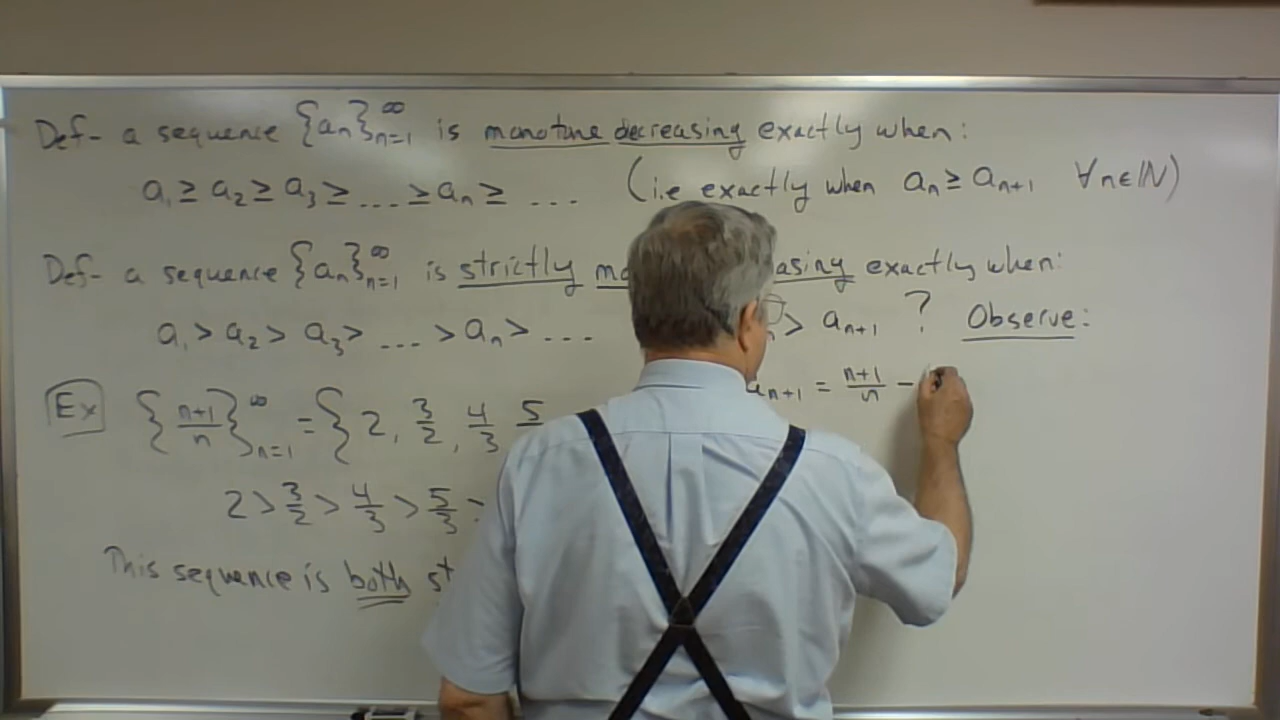 Def- a sequence {aₙ}ₙ₌₁^∞ is monotone decreasing exactly when:
a₁ ≥ a₂ ≥ a₃ ≥ ... ≥ aₙ ≥ ... (i.e exactly when aₙ ≥ aₙ₊₁ ∀n∈ℕ)
Def- a sequence {aₙ}ₙ₌₁^∞ is strictly exactly when:
a₁ > a₂ > a₃ > ... > aₙ > ... > aₙ₊₁ ? Observe:
Ex {(n+1)/n}ₙ₌₁^∞ = {2, 3/2, 4/3, 5
aₙ₊₁ = (n+1)/n -
2 > 3/2 > 4/3 > 5/3 >
This sequence is both st